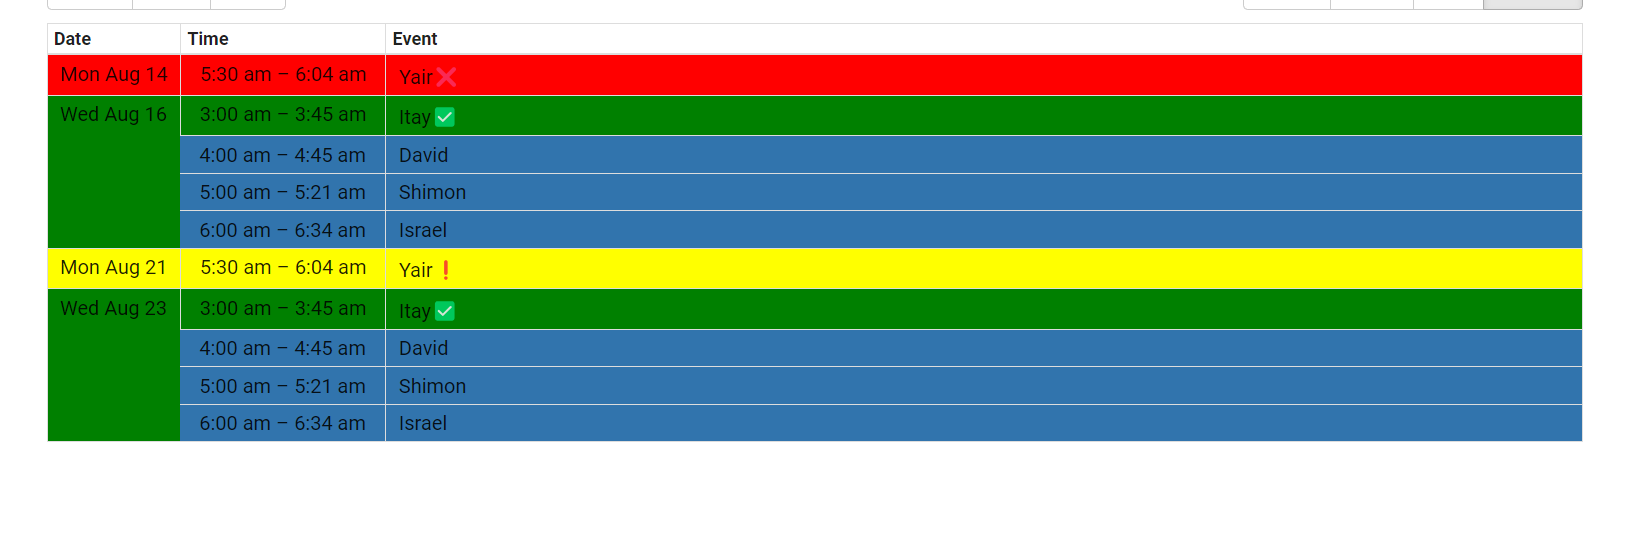 Date Time Event
Mon Aug 14 5:30 am – 6:04 am Yair ❌
Wed Aug 16 3:00 am – 3:45 am Itay ✅
4:00 am – 4:45 am David
5:00 am – 5:21 am Shimon
6:00 am – 6:34 am Israel
Mon Aug 21 5:30 am – 6:04 am Yair ❗
Wed Aug 23 3:00 am – 3:45 am Itay ✅
4:00 am – 4:45 am David
5:00 am – 5:21 am Shimon
6:00 am – 6:34 am Israel